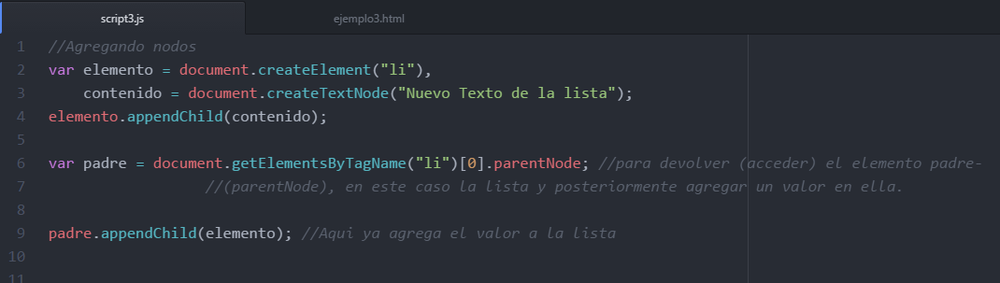 script3.js
ejemplo3.html
1 //Agregando nodos
2 var elemento = document.createElement("li"),
3 contenido = document.createTextNode("Nuevo Texto de la lista");
4 elemento.appendChild(contenido);
5
6 var padre = document.getElementsByTagName("li")[0].parentNode; //para devolver (acceder) el elemento padre-
7 //(parentNode), en este caso la lista y posteriormente agregar un valor en ella.
8
9 padre.appendChild(elemento); //Aqui ya agrega el valor a la lista
10
11